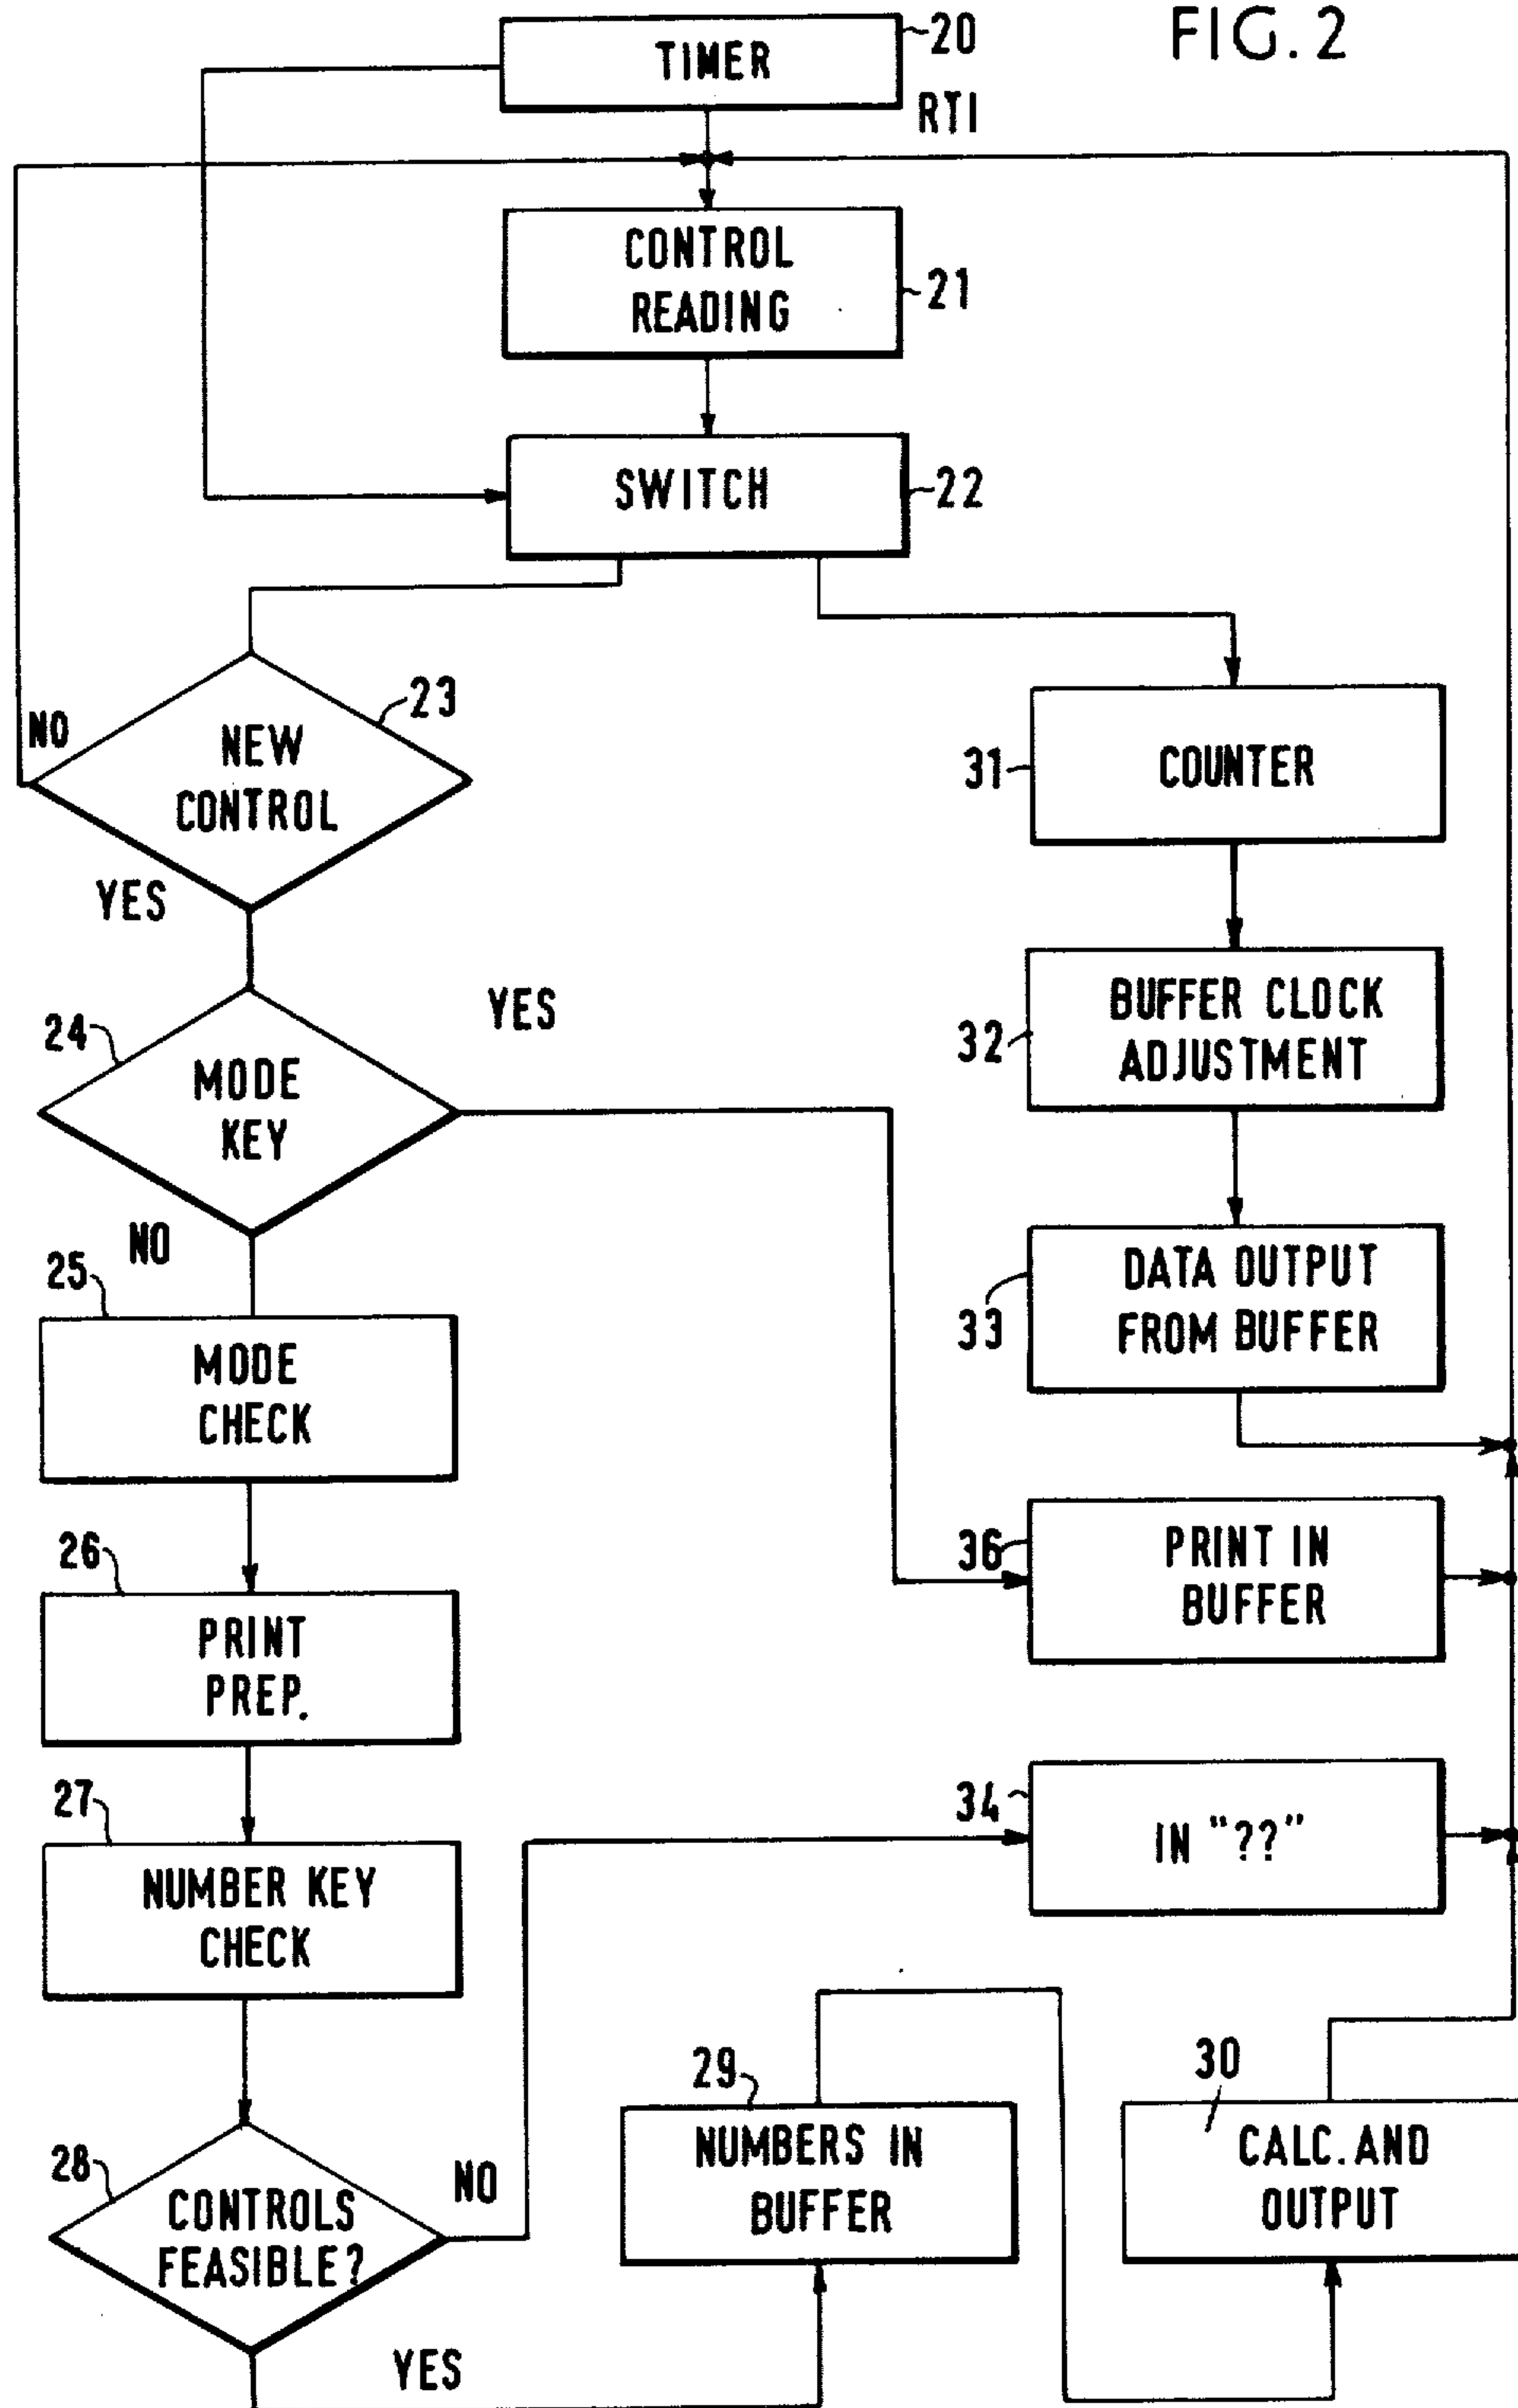 FIG. 2
TIMER
20
RTI
CONTROL
READING
21
SWITCH
22
NO
NEW
CONTROL
23
YES
31
COUNTER
24
MODE
KEY
YES
NO
32
BUFFER CLOCK
ADJUSTMENT
25
MODE
CHECK
33
DATA OUTPUT
FROM BUFFER
26
PRINT
PREP.
36
PRINT IN
BUFFER
27
NUMBER KEY
CHECK
34
IN "??"
28
CONTROLS
FEASIBLE?
NO
YES
29
NUMBERS IN
BUFFER
30
CALC. AND
OUTPUT